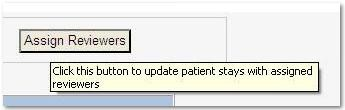 Assign Reviewers
Click this button to update patient stays with assigned
reviewers